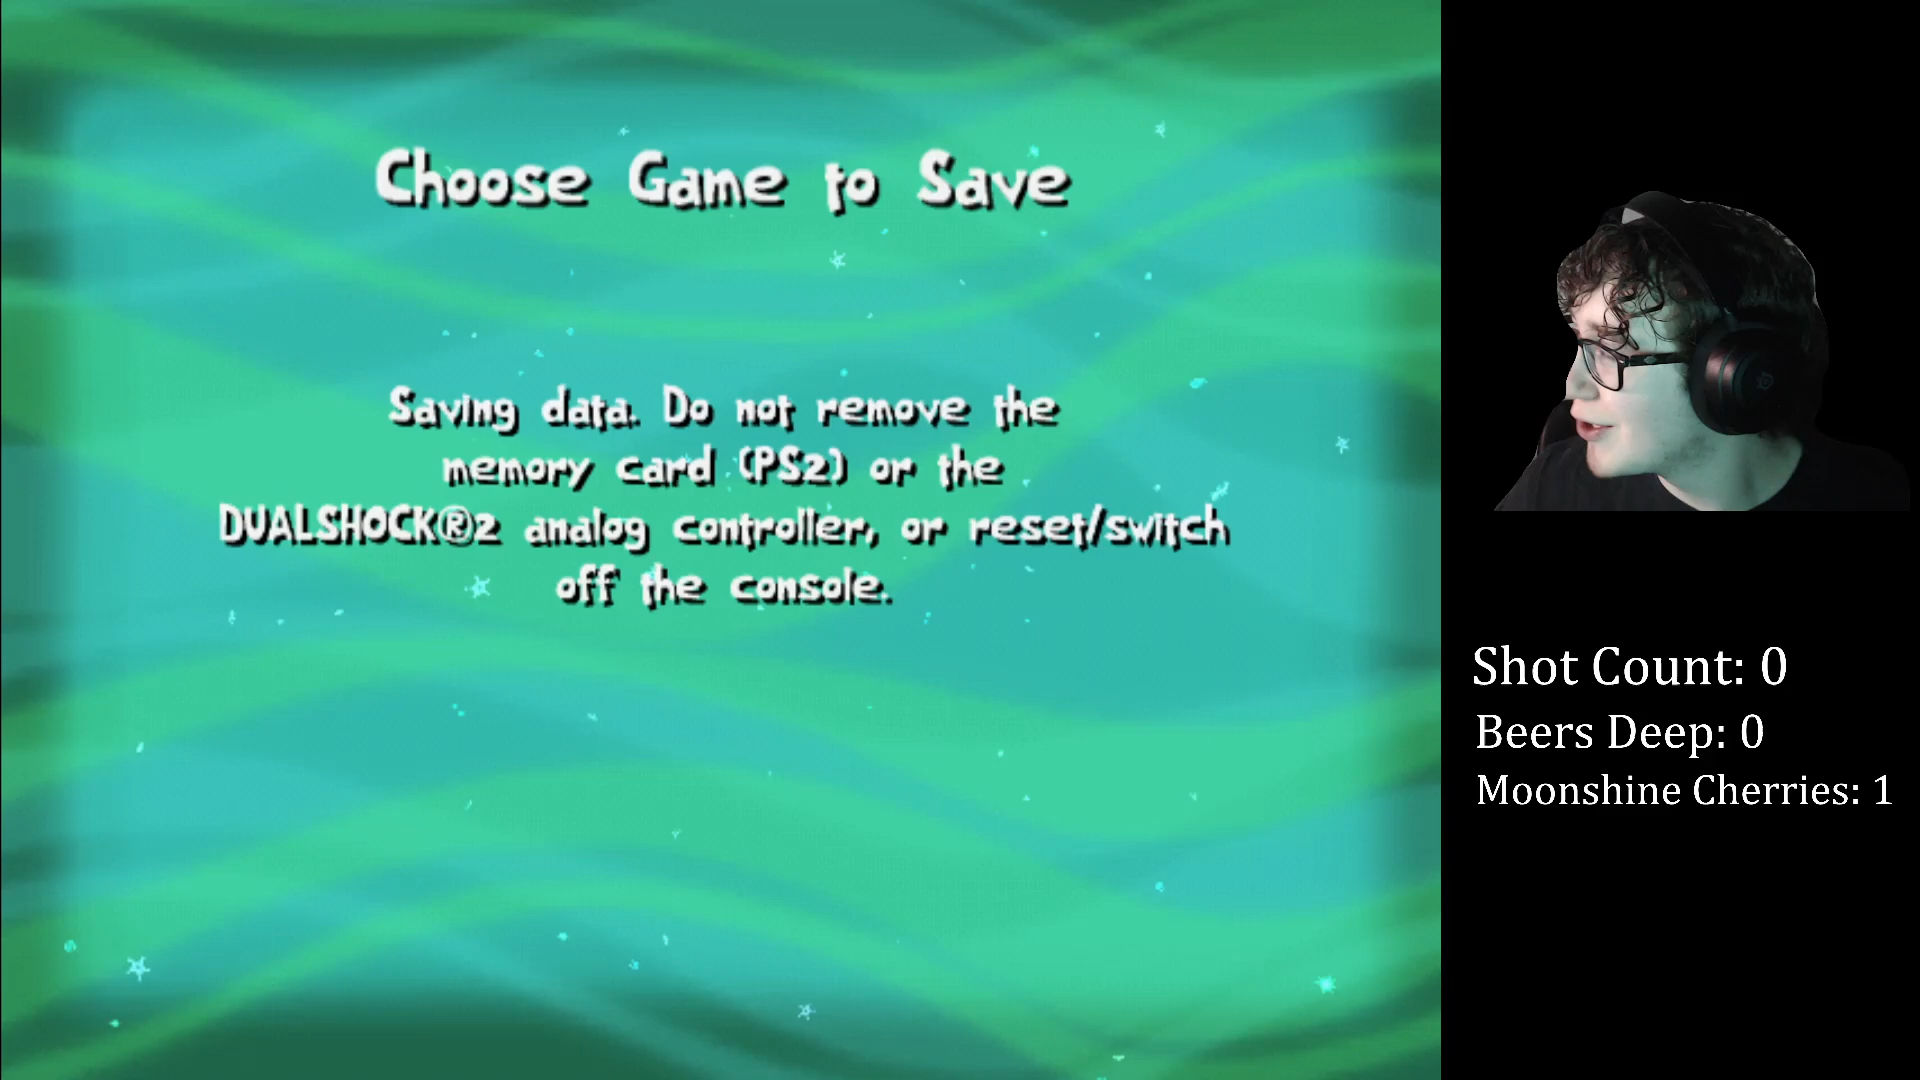 Choose Game to Save
Saving data. Do not remove the
memory card (PS2) or the
DUALSHOCK®2 analog controller, or reset/switch
off the console.
Shot Count: 0
Beers Deep: 0
Moonshine Cherries: 1